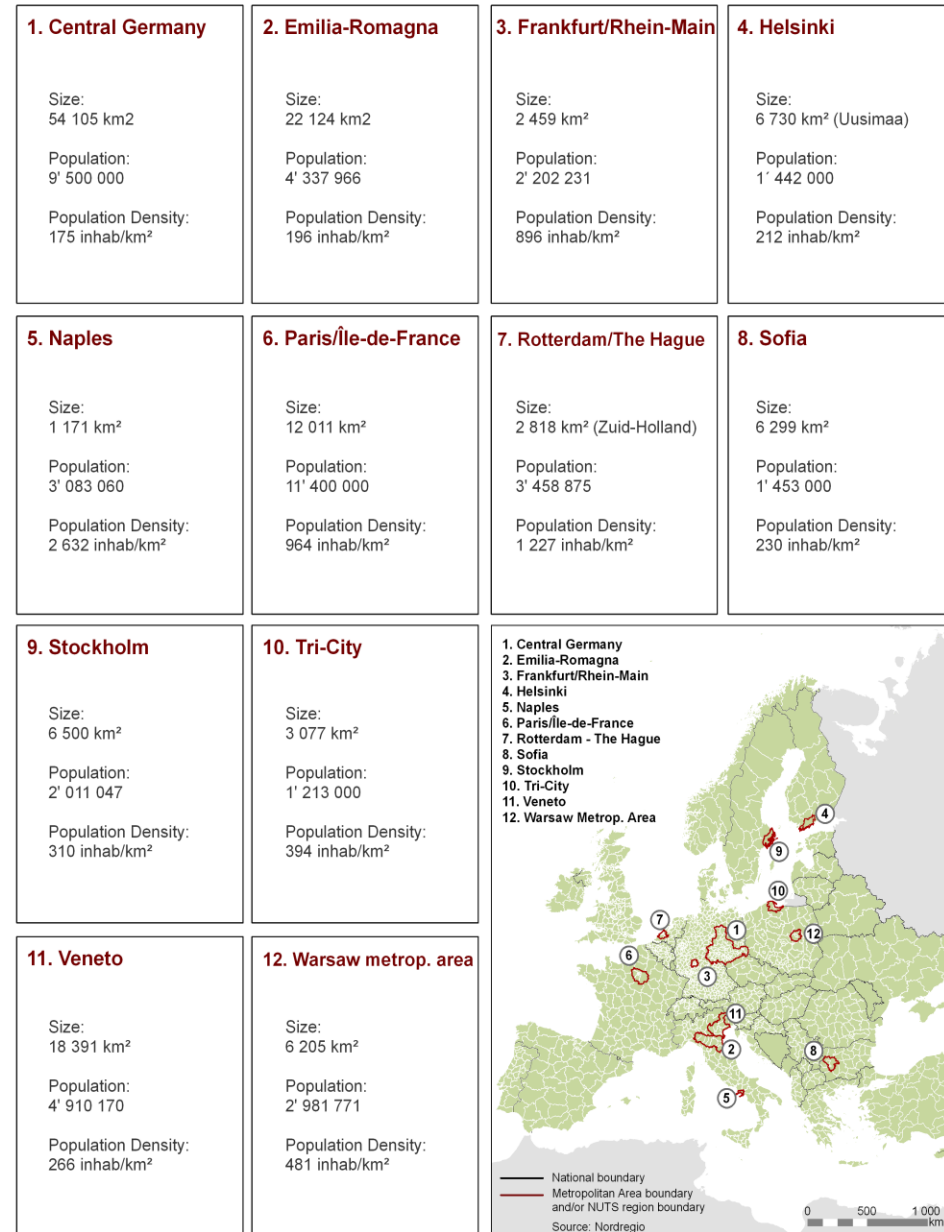 1. Central Germany
Size:
54 105 km2
Population:
9' 500 000
Population Density:
175 inhab/km²
2. Emilia-Romagna
Size:
22 124 km2
Population:
4' 337 966
Population Density:
196 inhab/km²
3. Frankfurt/Rhein-Main
Size:
2 459 km²
Population:
2' 202 231
Population Density:
896 inhab/km²
4. Helsinki
Size:
6 730 km² (Uusimaa)
Population:
1´ 442 000
Population Density:
212 inhab/km²
5. Naples
Size:
1 171 km²
Population:
3' 083 060
Population Density:
2 632 inhab/km²
6. Paris/Île-de-France
Size:
12 011 km²
Population:
11' 400 000
Population Density:
964 inhab/km²
7. Rotterdam/The Hague
Size:
2 818 km² (Zuid-Holland)
Population:
3' 458 875
Population Density:
1 227 inhab/km²
8. Sofia
Size:
6 299 km²
Population:
1' 453 000
Population Density:
230 inhab/km²
9. Stockholm
Size:
6 500 km²
Population:
2' 011 047
Population Density:
310 inhab/km²
10. Tri-City
Size:
3 077 km²
Population:
1' 213 000
Population Density:
394 inhab/km²
11. Veneto
Size:
18 391 km²
Population:
4' 910 170
Population Density:
266 inhab/km²
12. Warsaw metrop. area
Size:
6 205 km²
Population:
2' 981 771
Population Density:
481 inhab/km²
1. Central Germany
2. Emilia-Romagna
3. Frankfurt/Rhein-Main
4. Helsinki
5. Naples
6. Paris/Île-de-France
7. Rotterdam - The Hague
8. Sofia
9. Stockholm
10. Tri-City
11. Veneto
12. Warsaw Metrop. Area
4
9
10
7
1
12
6
3
11
2
8
5
National boundary
Metropolitan Area boundary
and/or NUTS region boundary
Source: Nordregio
0 500 1 000
km